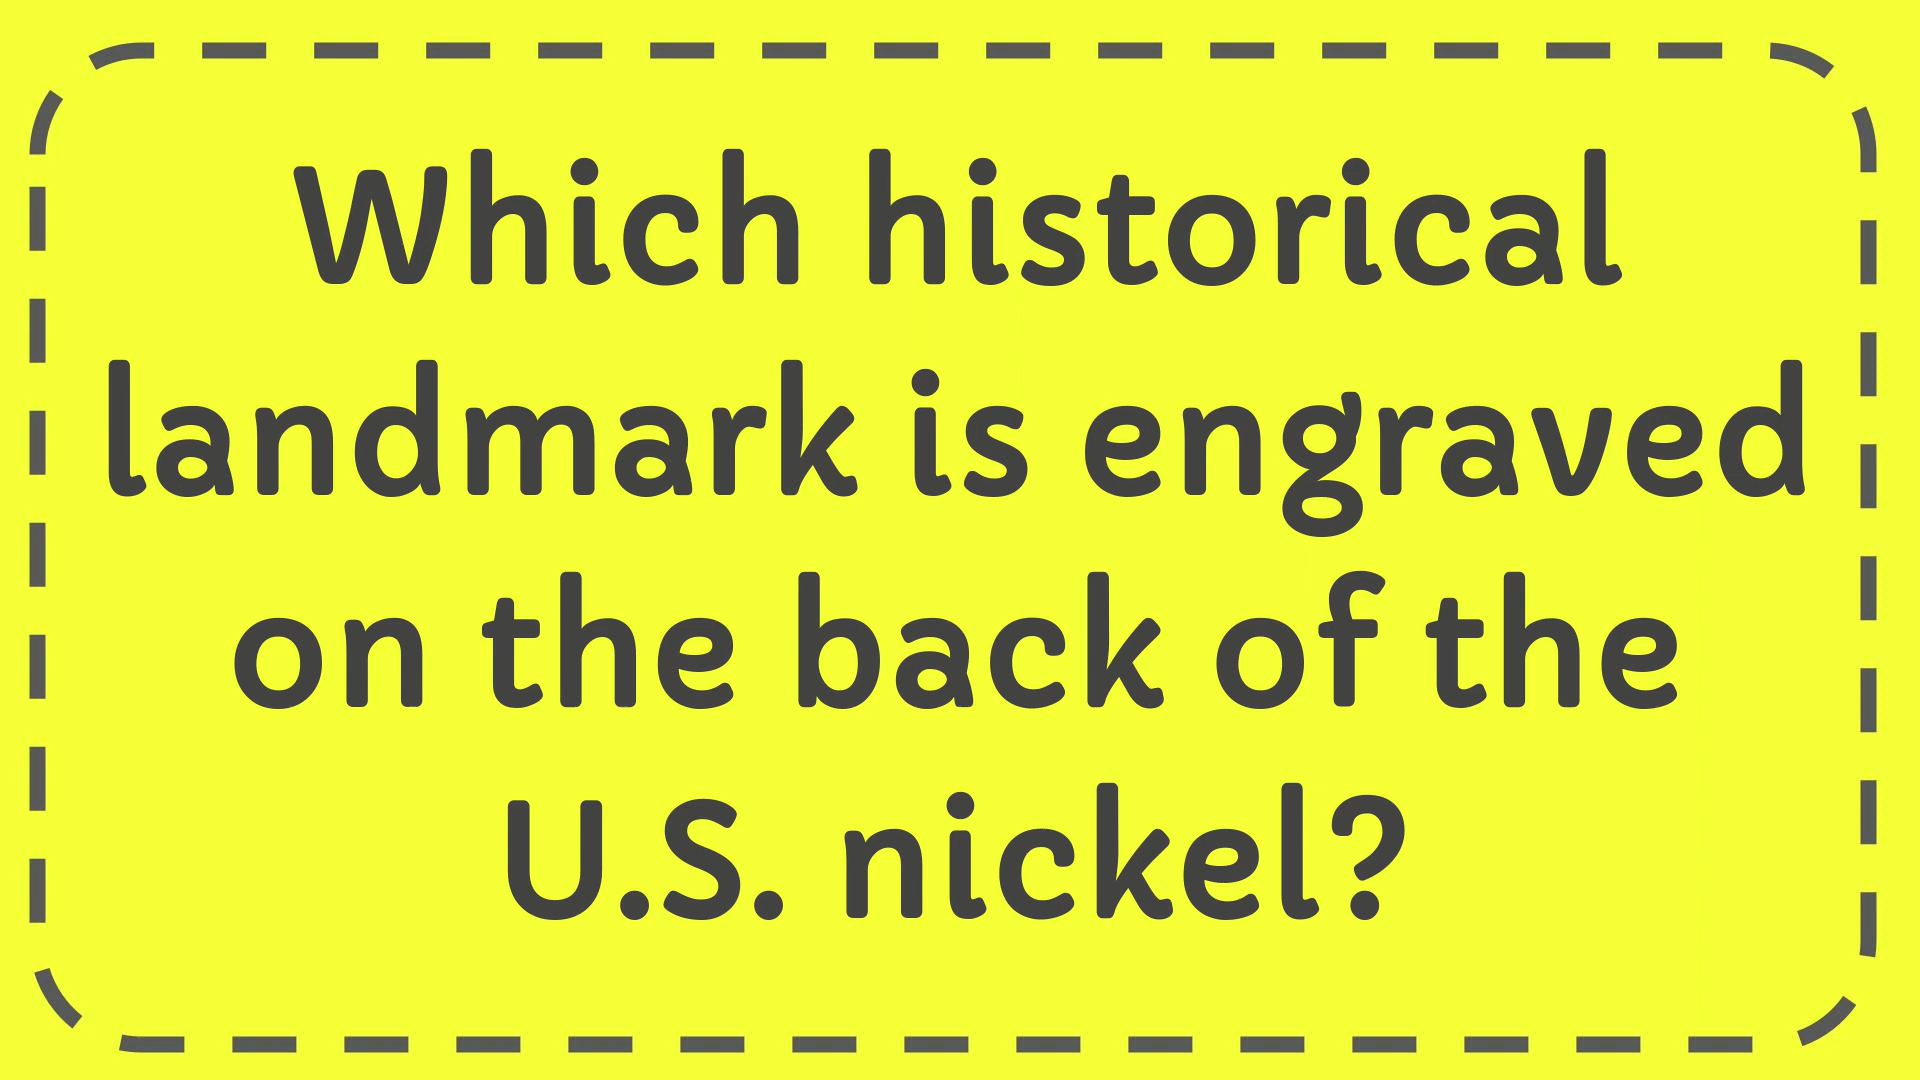 Which historical
landmark is engraved
on the back of the
U.S. nickel?